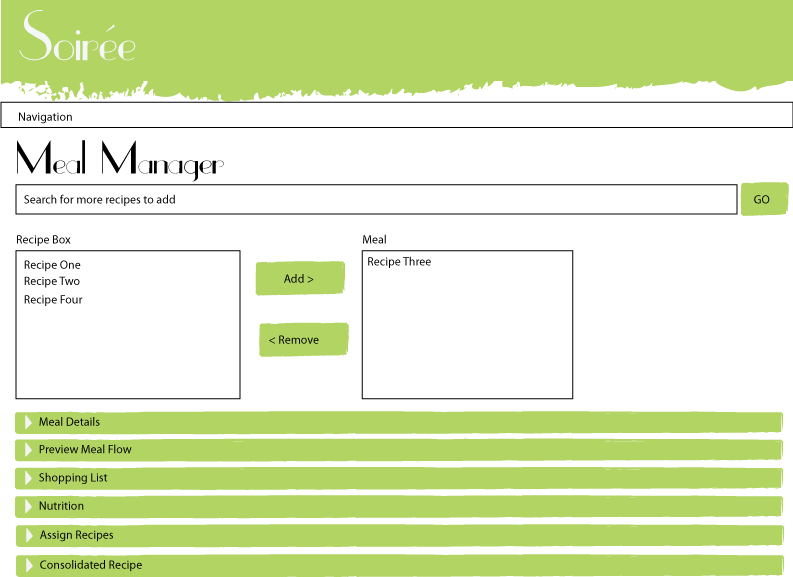 Soirée
Navigation
Meal Manager
Search for more recipes to add
GO
Recipe Box
Meal
Recipe One
Recipe Two
Recipe Four
Add >
< Remove
Recipe Three
Meal Details
Preview Meal Flow
Shopping List
Nutrition
Assign Recipes
Consolidated Recipe